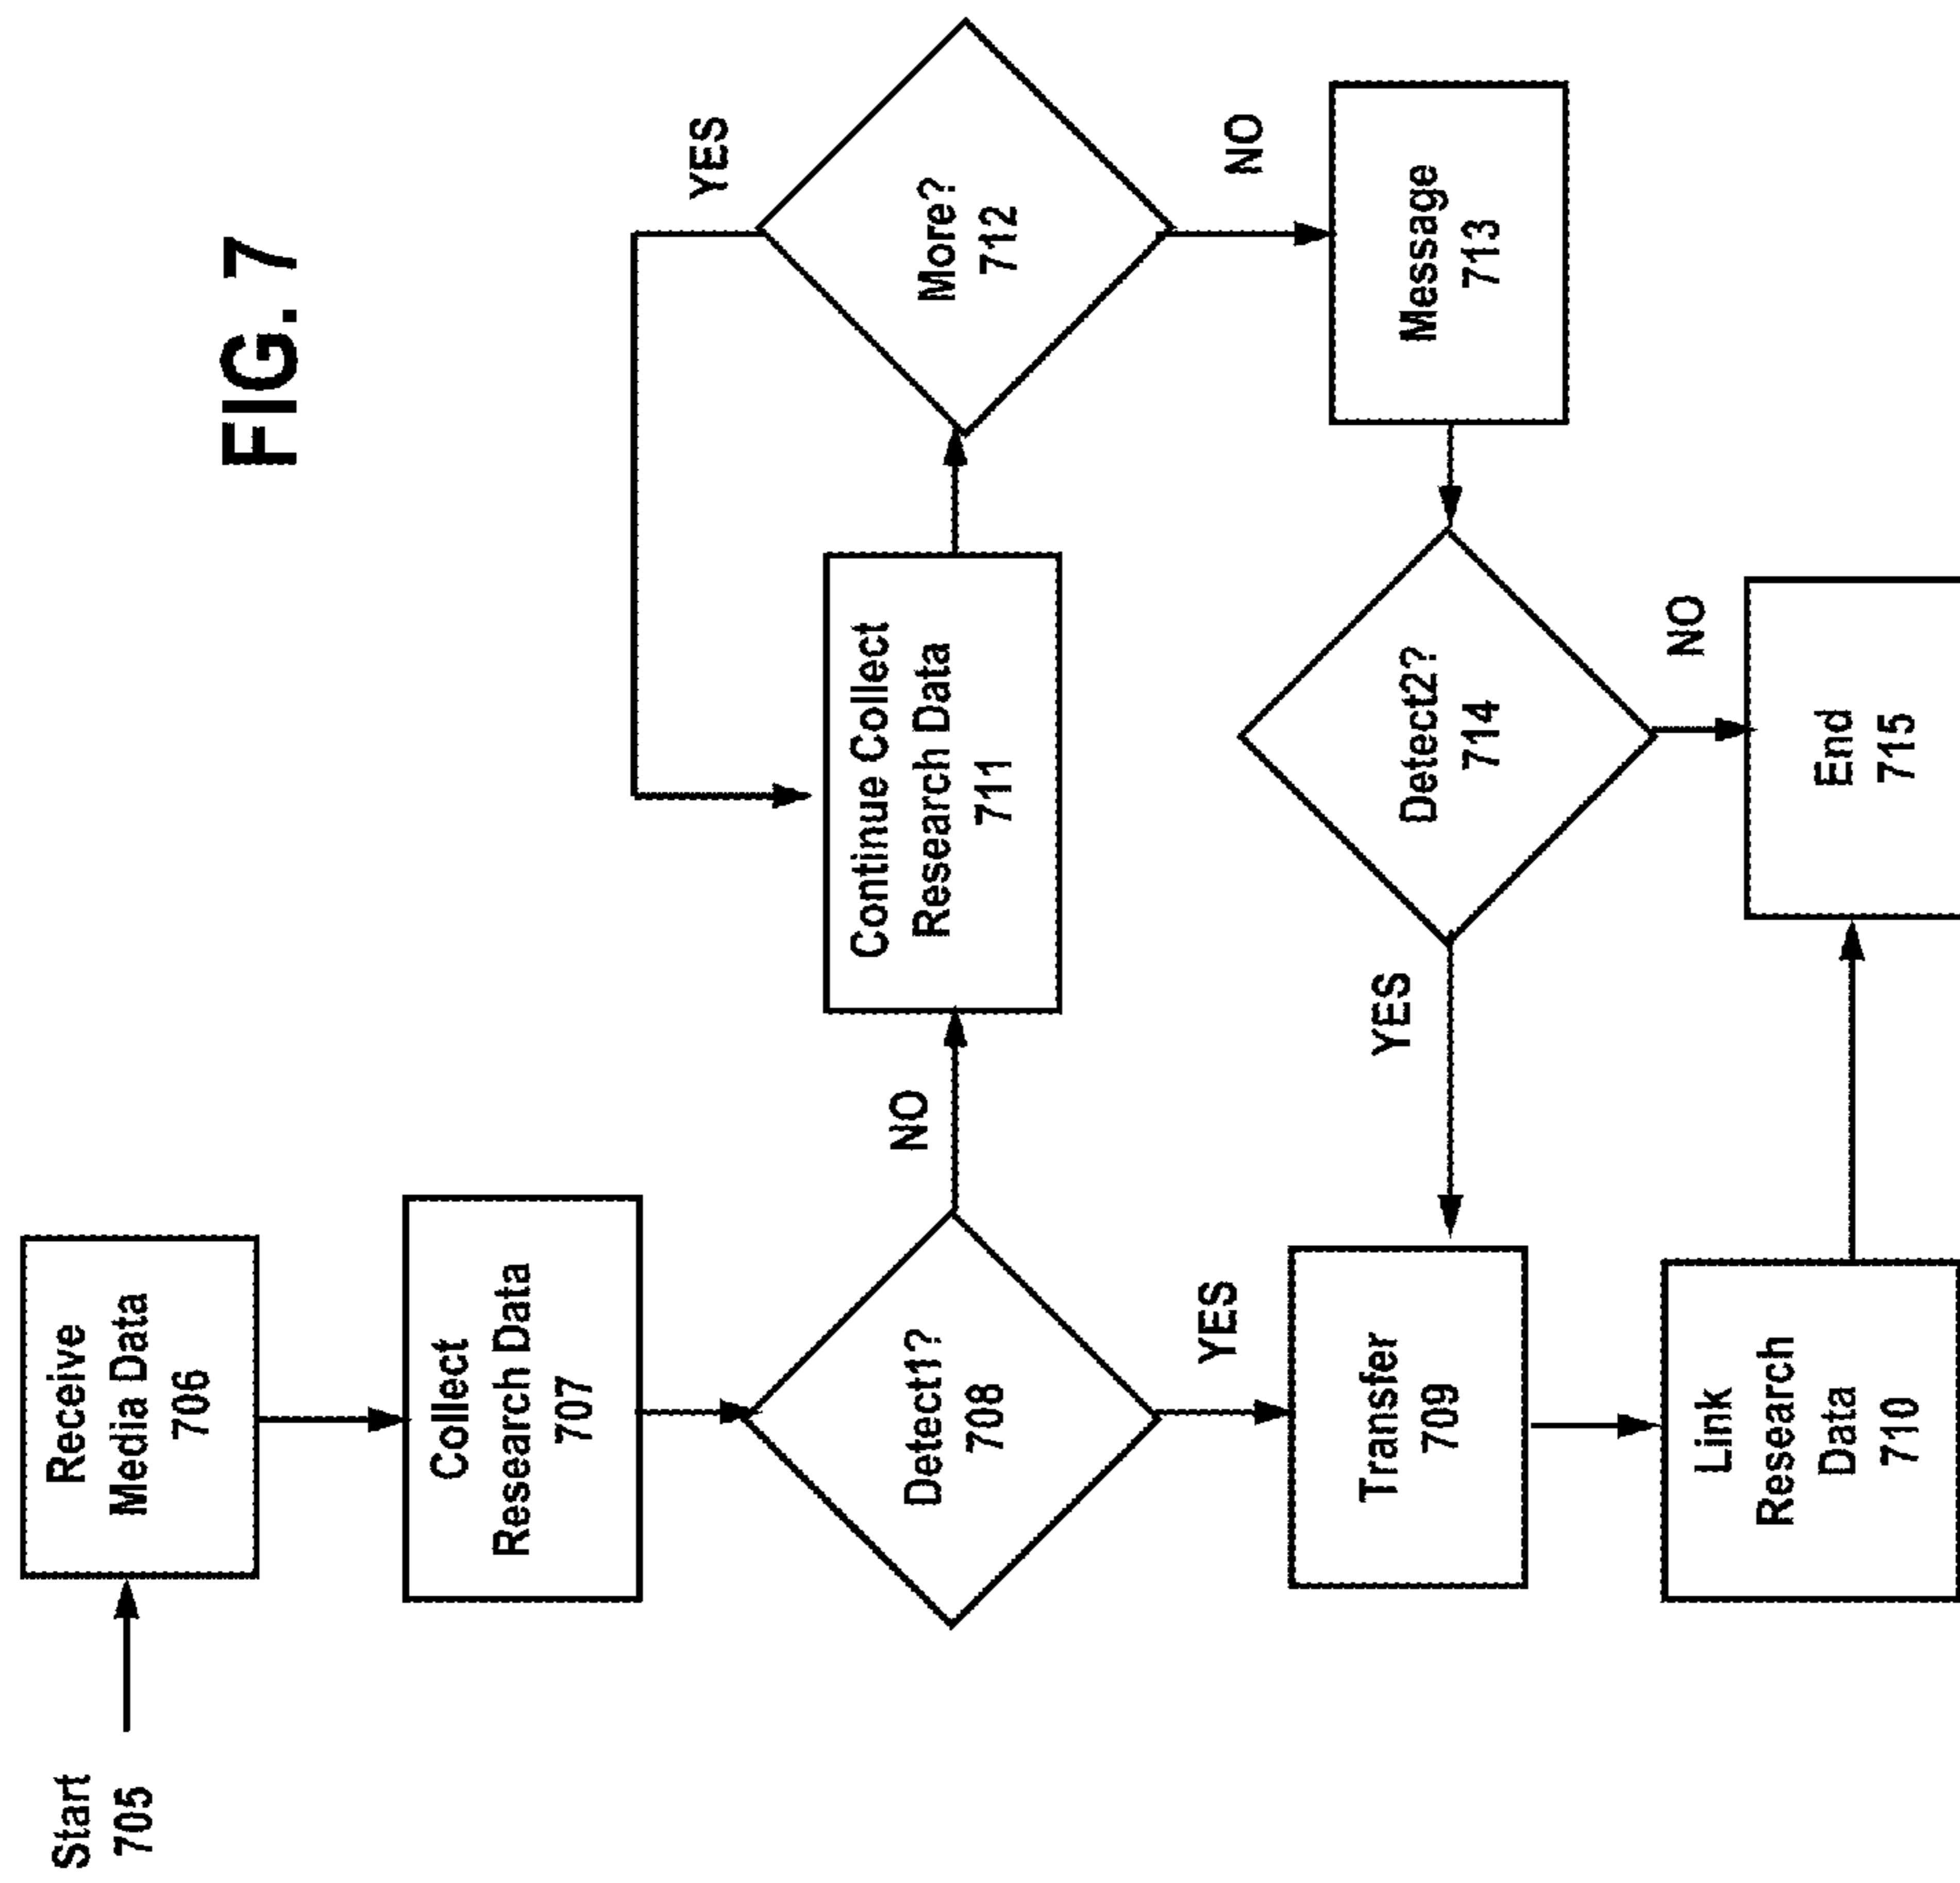 FIG. 7
Start
705
Receive
Media Data
706
Collect
Research Data
707
Detect1?
708
YES
NO
Transfer
709
Link
Research
Data
710
Continue Collect
Research Data
711
More?
712
YES
NO
Message
713
Detect2?
714
YES
NO
End
715